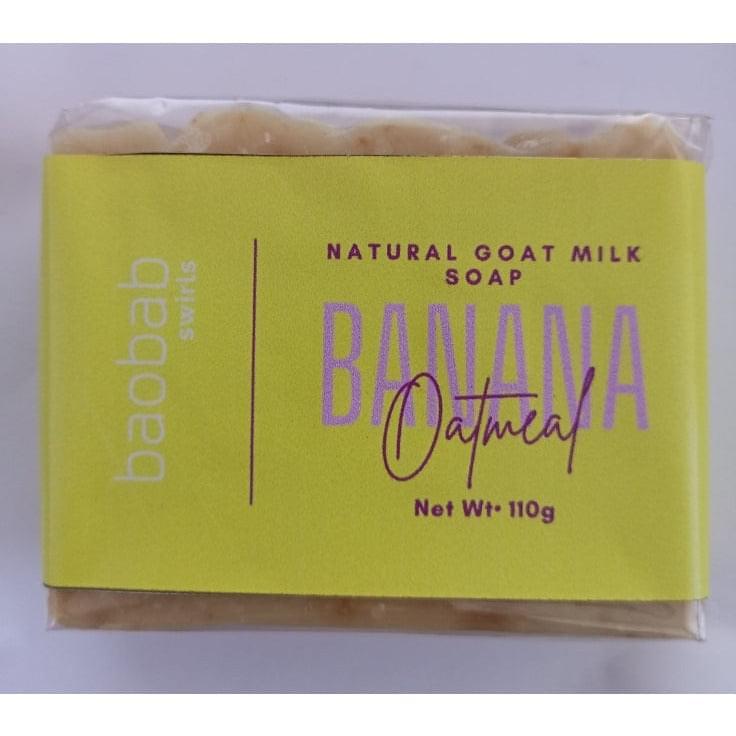 baobab
swirls
NATURAL GOAT MILK
SOAP
BANANA
Oatmeal
Net Wt• 110g